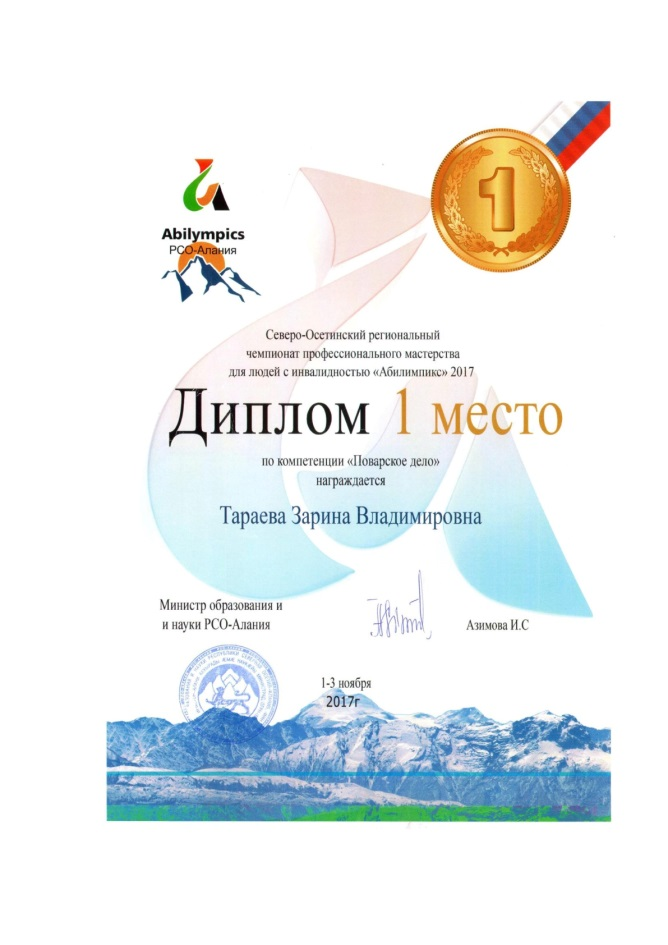 Abilympics
РСО-Алания
1
Северо-Осетинский региональный
чемпионат профессионального мастерства
для людей с инвалидностью «Абилимпикс» 2017
Диплом 1 место
по компетенции «Поварское дело»
награждается
Тараева Зарина Владимировна
Министр образования и
и науки РСО-Алания
Азимова И.С
1-3 ноября
2017г